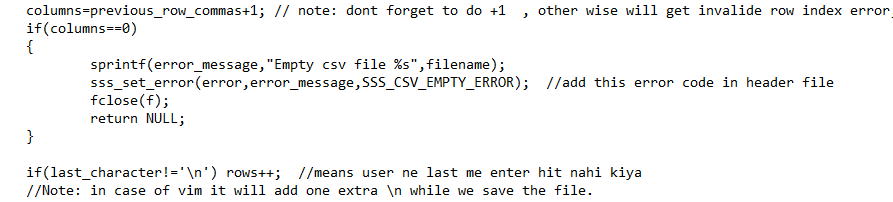 columns=previous_row_commas+1; // note: dont forget to do +1  , other wise will get invalide row index error
if(columns==0)
{
        sprintf(error_message,"Empty csv file %s",filename);
        sss_set_error(error,error_message,SSS_CSV_EMPTY_ERROR);  //add this error code in header file
        fclose(f);
        return NULL;
}
if(last_character!='\n') rows++;  //means user ne last me enter hit nahi kiya
//Note: in case of vim it will add one extra \n while we save the file.